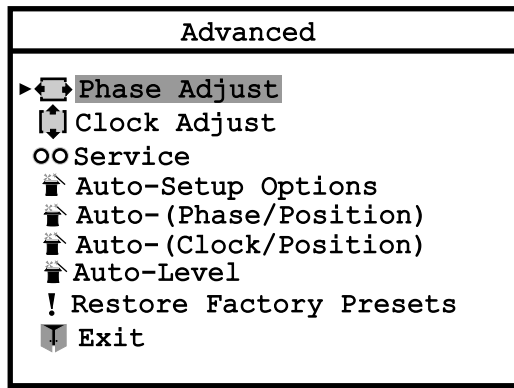 Advanced
Phase Adjust
Clock Adjust
Service
Auto-Setup Options
Auto-(Phase/Position)
Auto-(Clock/Position)
Auto-Level
! Restore Factory Presets
Exit